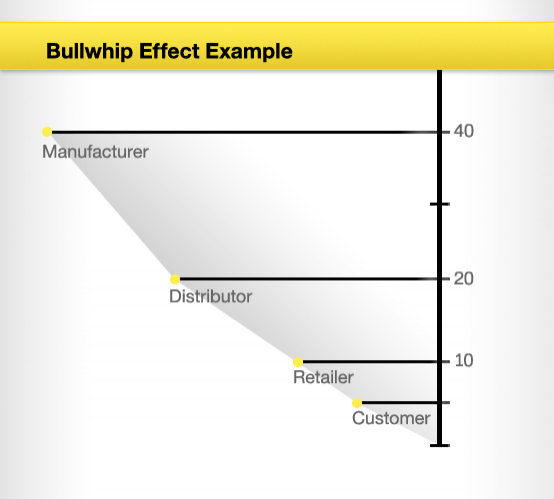 Bullwhip Effect Example
40
Manufacturer
20
Distributor
10
Retailer
Customer